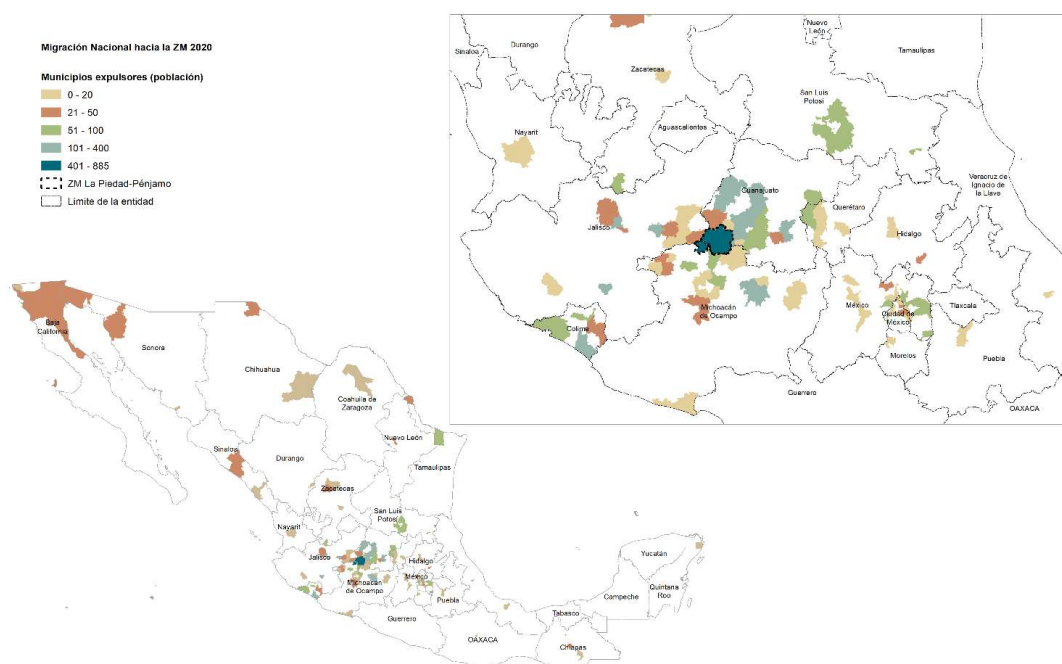 Migración Nacional hacia la ZM 2020
Municipios expulsores (población)
0 - 20
21 - 50
51 - 100
101 - 400
401 - 885
ZM La Piedad-Pénjamo
Límite de la entidad
Nuevo
León
Sinaloa
Durango
Tamaulipas
Zacatecas
San Luis
Potosí
Nayarit
Aguascalientes
Veracruz de
Ignacio de
la Llave
Guanajuato
Querétaro
Jalisco
Hidalgo
México
Tlaxcala
Ciudad de
México
Michoacán
de Ocampo
Colima
Morelos
Puebla
Guerrero
OAXACA
Baja
California
Sonora
Chihuahua
Coahuila de
Zaragoza
Nuevo León
Sinaloa
Durango
Tamaulipas
Zacatecas
San Luis
Potosí
Nayarit
Jalisco
Hidalgo
México
Michoacán
de Ocampo
Puebla
Guerrero
OAXACA
Yucatán
Quintana
Roo
Campeche
Tabasco
Chiapas